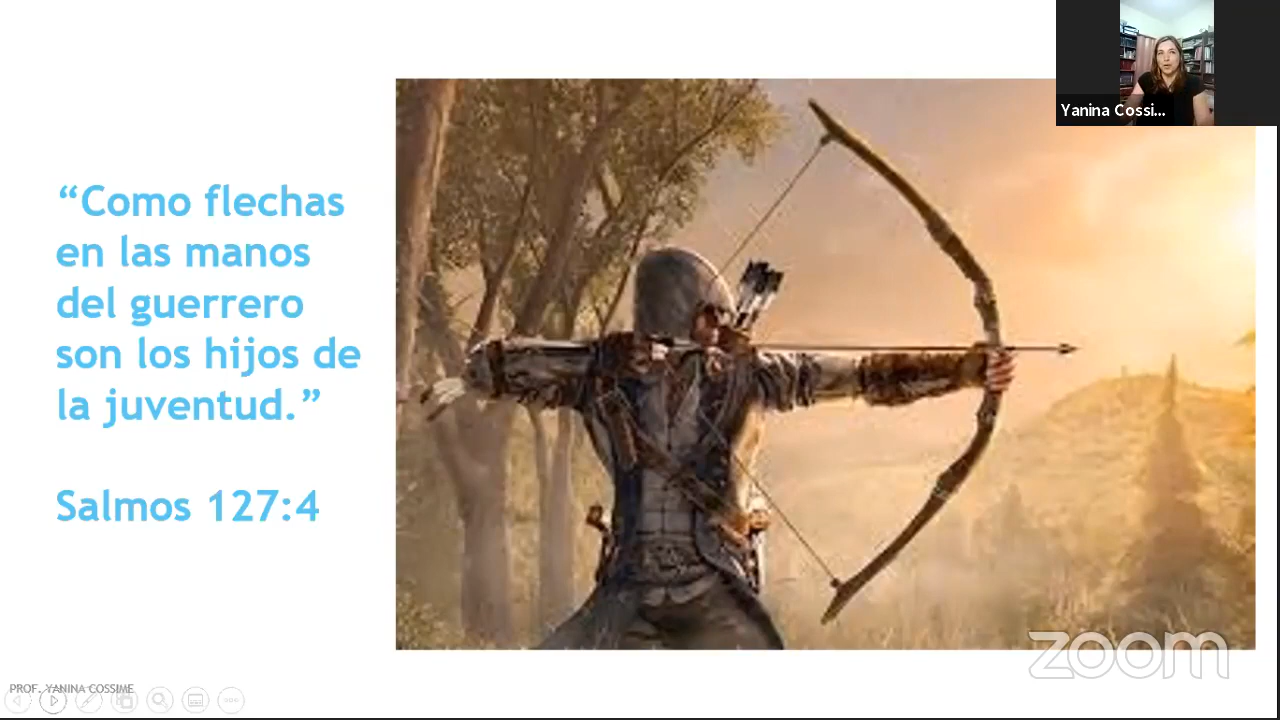 Yanina Cossi...
“Como flechas
en las manos
del guerrero
son los hijos de
la juventud.”
Salmos 127:4
zoom
PROF. YANINA COSSIME